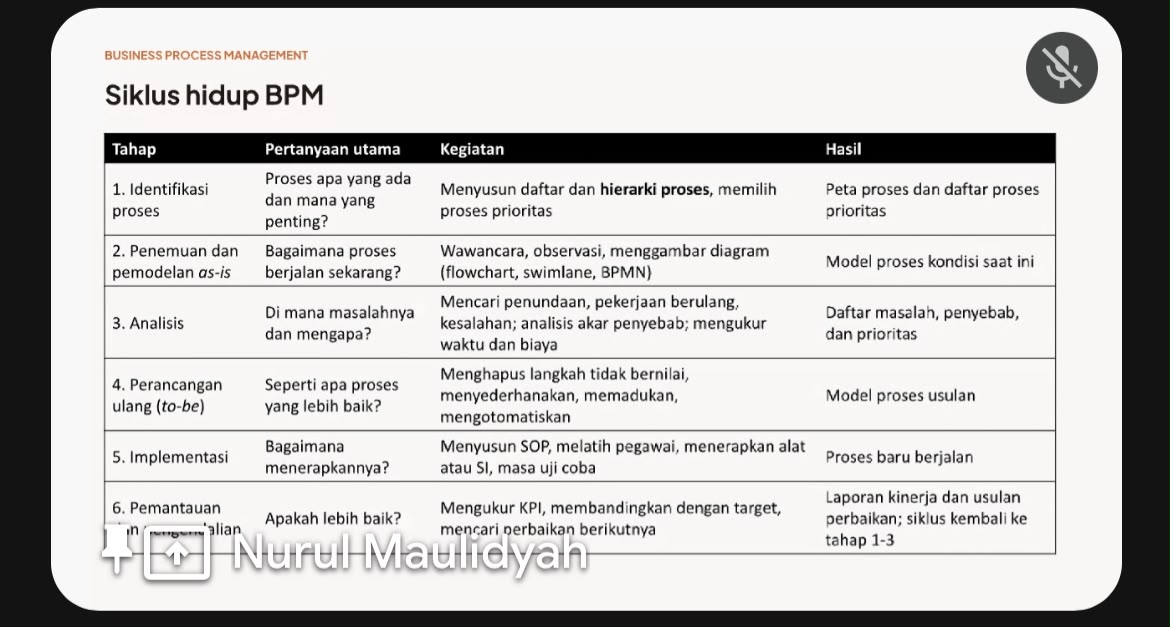 BUSINESS PROCESS MANAGEMENT
Siklus hidup BPM
Tahap Pertanyaan utama Kegiatan Hasil
1. Identifikasi
proses
Proses apa yang ada
dan mana yang
penting?
Menyusun daftar dan hierarki proses, memilih
proses prioritas
Peta proses dan daftar proses
prioritas
2. Penemuan dan
pemodelan as-is
Bagaimana proses
berjalan sekarang?
Wawancara, observasi, menggambar diagram
(flowchart, swimlane, BPMN)
Model proses kondisi saat ini
3. Analisis
Di mana masalahnya
dan mengapa?
Mencari penundaan, pekerjaan berulang,
kesalahan; analisis akar penyebab; mengukur
waktu dan biaya
Daftar masalah, penyebab,
dan prioritas
4. Perancangan
ulang (to-be)
Seperti apa proses
yang lebih baik?
Menghapus langkah tidak bernilai,
menyederhanakan, memadukan,
mengotomatiskan
Model proses usulan
5. Implementasi
Bagaimana
menerapkannya?
Menyusun SOP, melatih pegawai, menerapkan alat
atau SI, masa uji coba
Proses baru berjalan
6. Pemantauan
dan pengendalian
Apakah lebih baik?
Mengukur KPI, membandingkan dengan target,
mencari perbaikan berikutnya
Laporan kinerja dan usulan
perbaikan; siklus kembali ke
tahap 1-3
Nurul Maulidyah